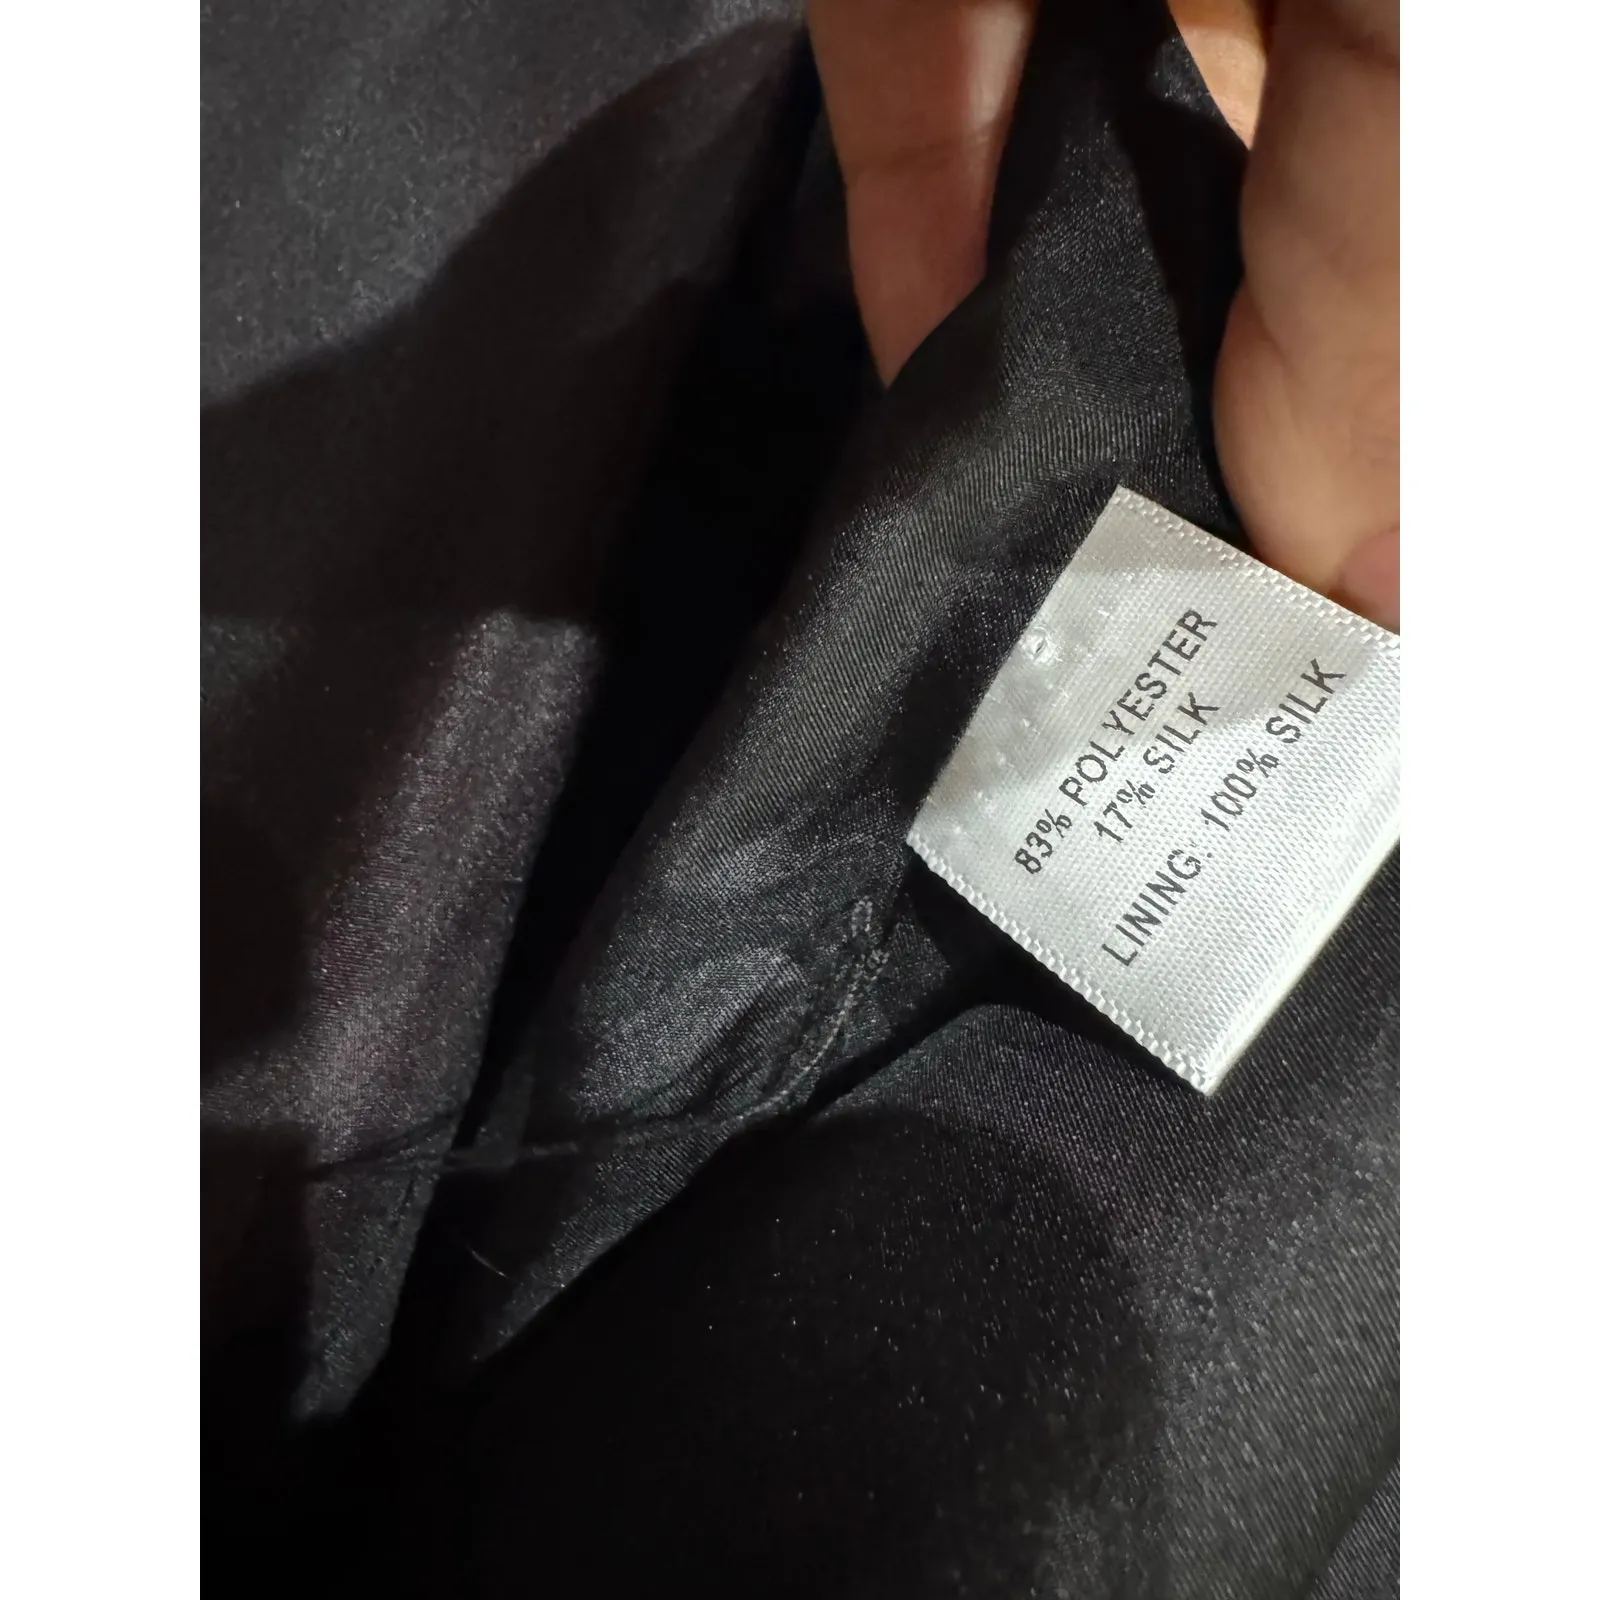 83% POLYESTER
17% SILK
LINING: 100% SILK